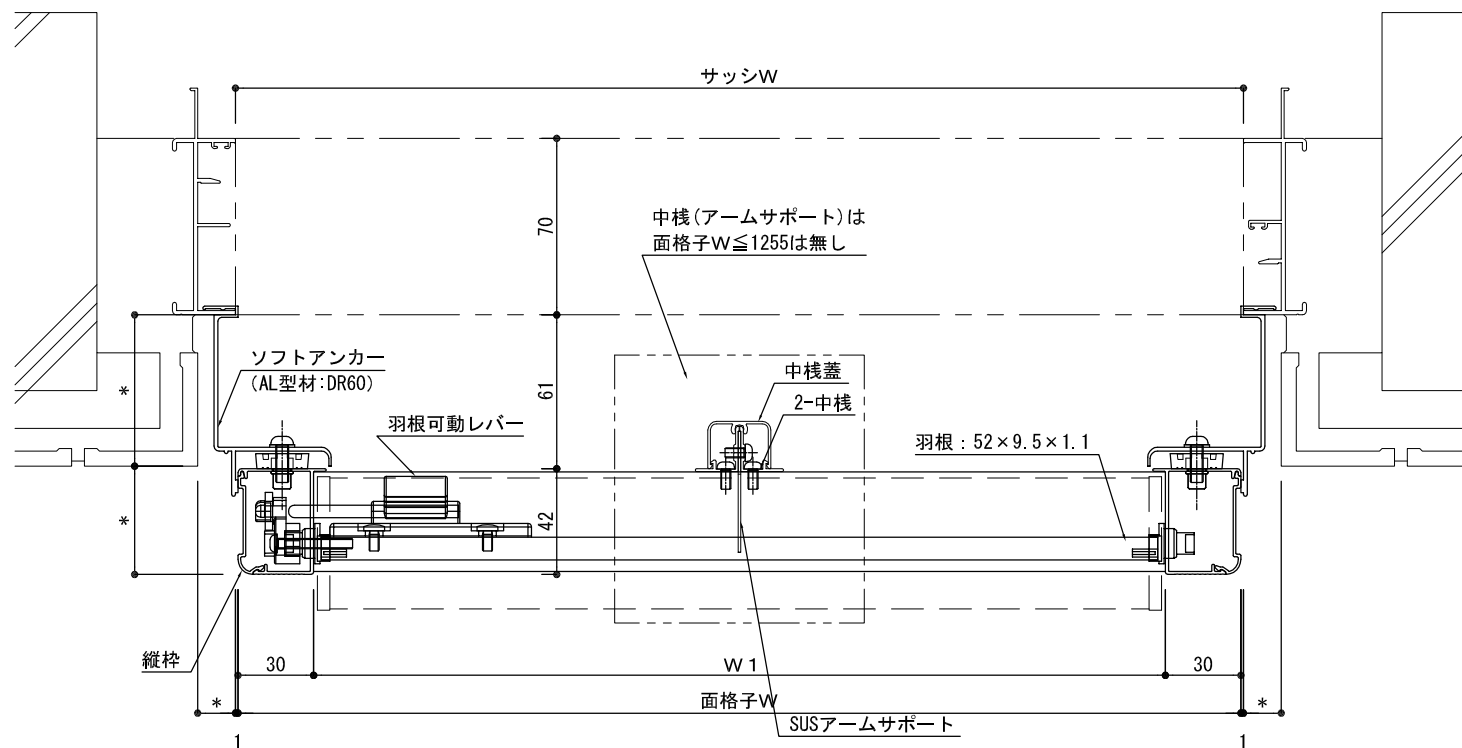 サッシW
70
中桟(アームサポート)は
面格子W≦1255は無し
ソフトアンカー
(AL型材:DR60)
*
61
中桟蓋
2-中桟
羽根可動レバー
羽根：52×9.5×1.1
*
42
縦枠
30
W1
30
*
面格子W
*
SUSアームサポート
1
1